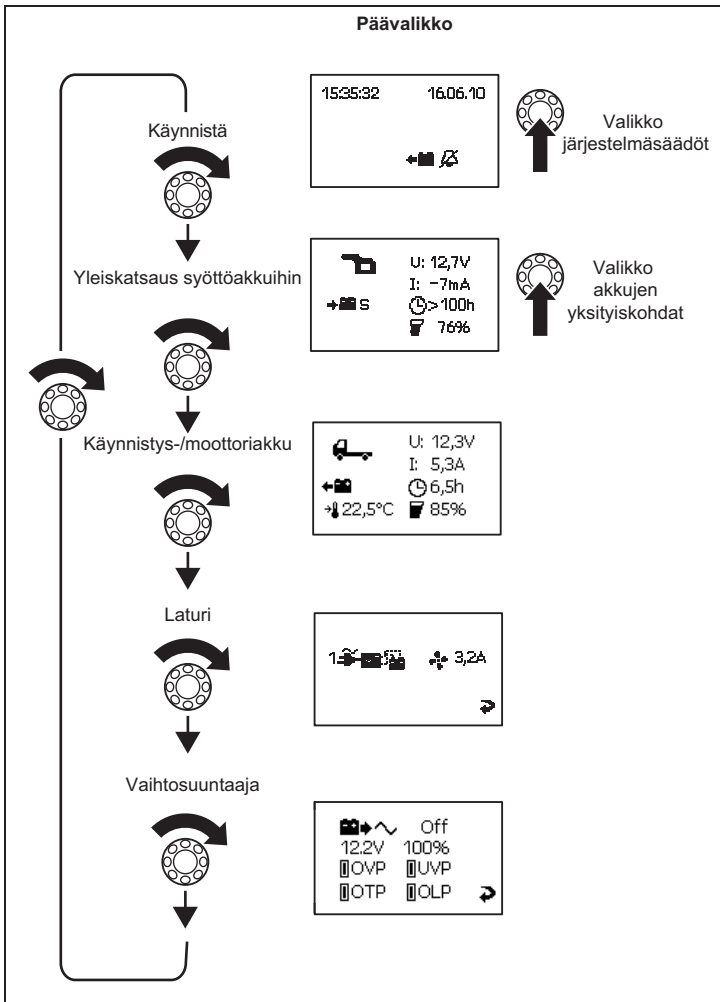 Päävalikko
15:35:32 16.06.10
Käynnistä
Valikko
järjestelmäsäädöt
Yleiskatsaus syöttöakkuihin
U: 12,7V
I: -7mA
S >100h
76%
Valikko
akkujen
yksityiskohdat
Käynnistys-/moottoriakku
U: 12,3V
I: 5,3A
6,5h
22,5°C 85%
Laturi
1. 3,2A
Vaihtosuuntaaja
Off
12.2V 100%
OVP UVP
OTP OLP